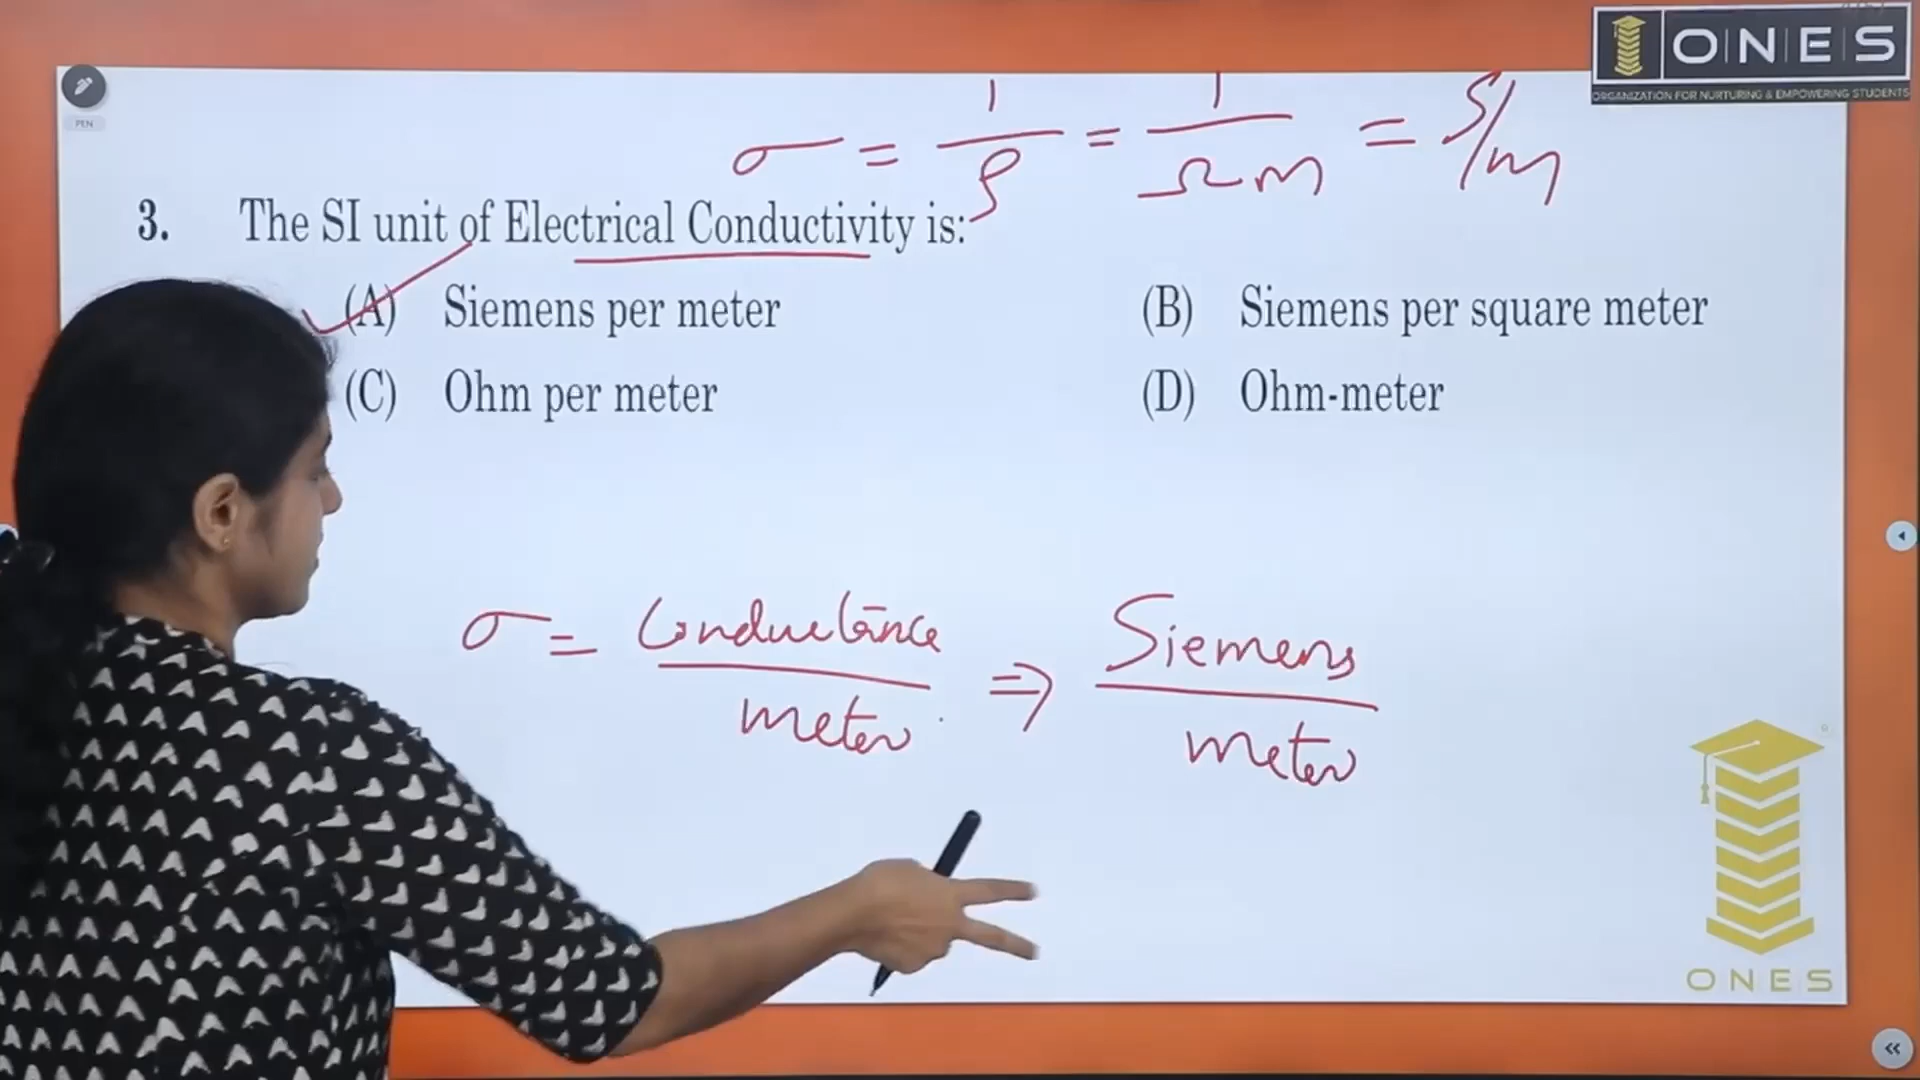 ONES
ORGANIZATION FOR NURTURING & EMPOWERING STUDENTS
PEN
σ = 1/ρ = 1/Ωm = S/m
3. The SI unit of Electrical Conductivity is:
(A) Siemens per meter
(B) Siemens per square meter
(C) Ohm per meter
(D) Ohm-meter
σ = Conductance/meter ⇒ Siemens/meter
ONES